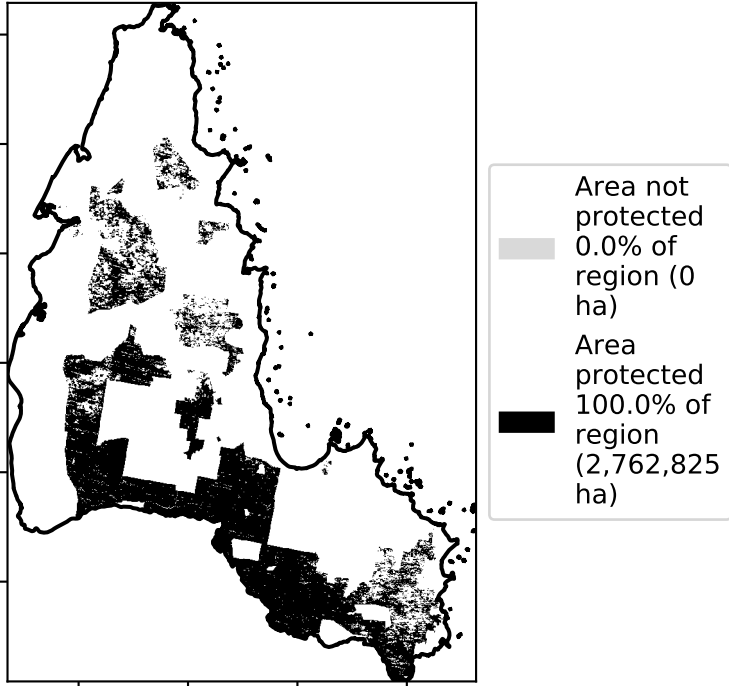 Area not
protected
0.0% of
region (0
ha)
Area
protected
100.0% of
region
(2,762,825
ha)